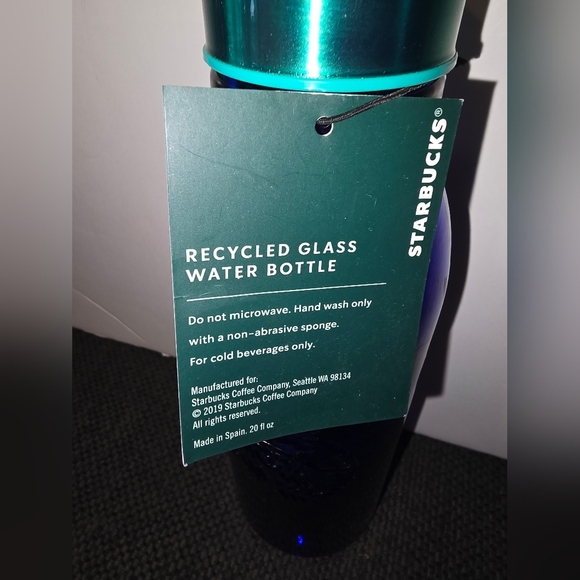 STARBUCKS®
RECYCLED GLASS
WATER BOTTLE
Do not microwave. Hand wash only
with a non-abrasive sponge.
For cold beverages only.
Manufactured for:
Starbucks Coffee Company, Seattle WA 98134
© 2019 Starbucks Coffee Company
All rights reserved.
Made in Spain. 20 fl oz